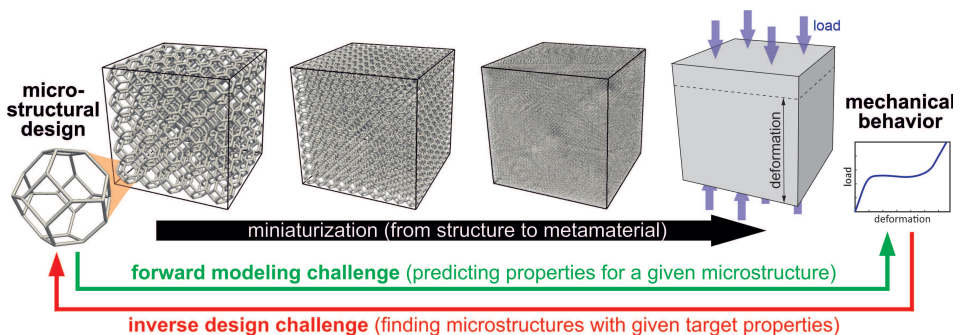 micro-
structural
design
load
deformation
mechanical
behavior
load
deformation
miniaturization (from structure to metamaterial)
forward modeling challenge (predicting properties for a given microstructure)
inverse design challenge (finding microstructures with given target properties)